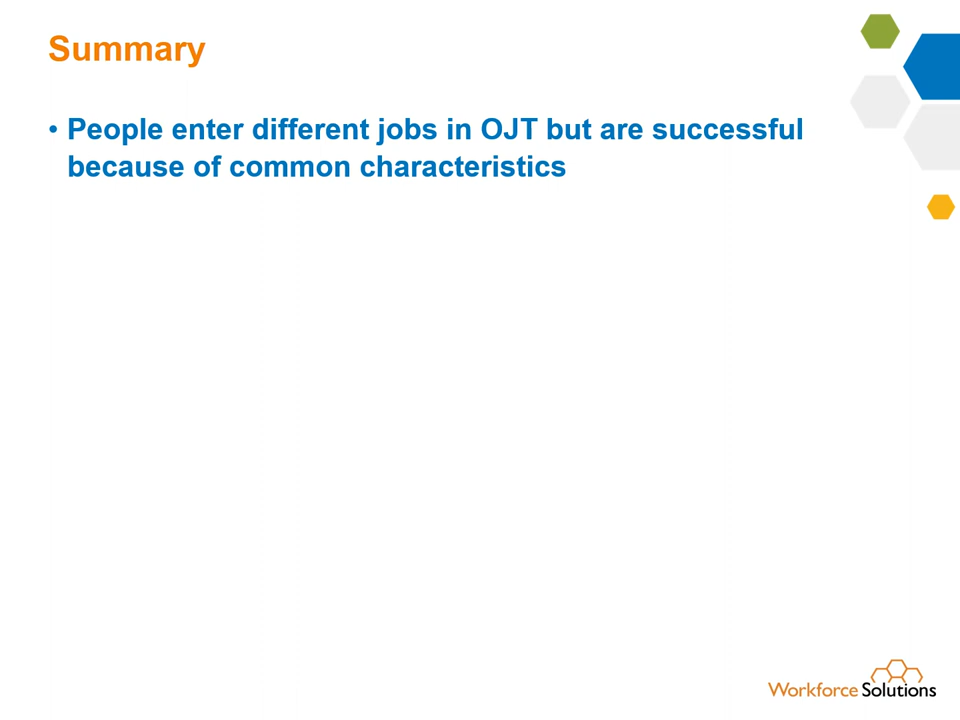 Summary
• People enter different jobs in OJT but are successful
because of common characteristics
Workforce Solutions